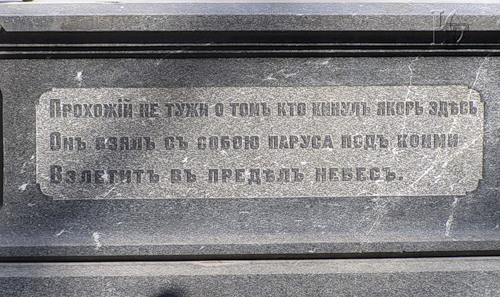 Прохожій не тужи о томъ кто кинулъ якорь здѣсь
Онъ взялъ съ собою паруса подъ коими
Взлетитъ въ предѣлъ небесъ.